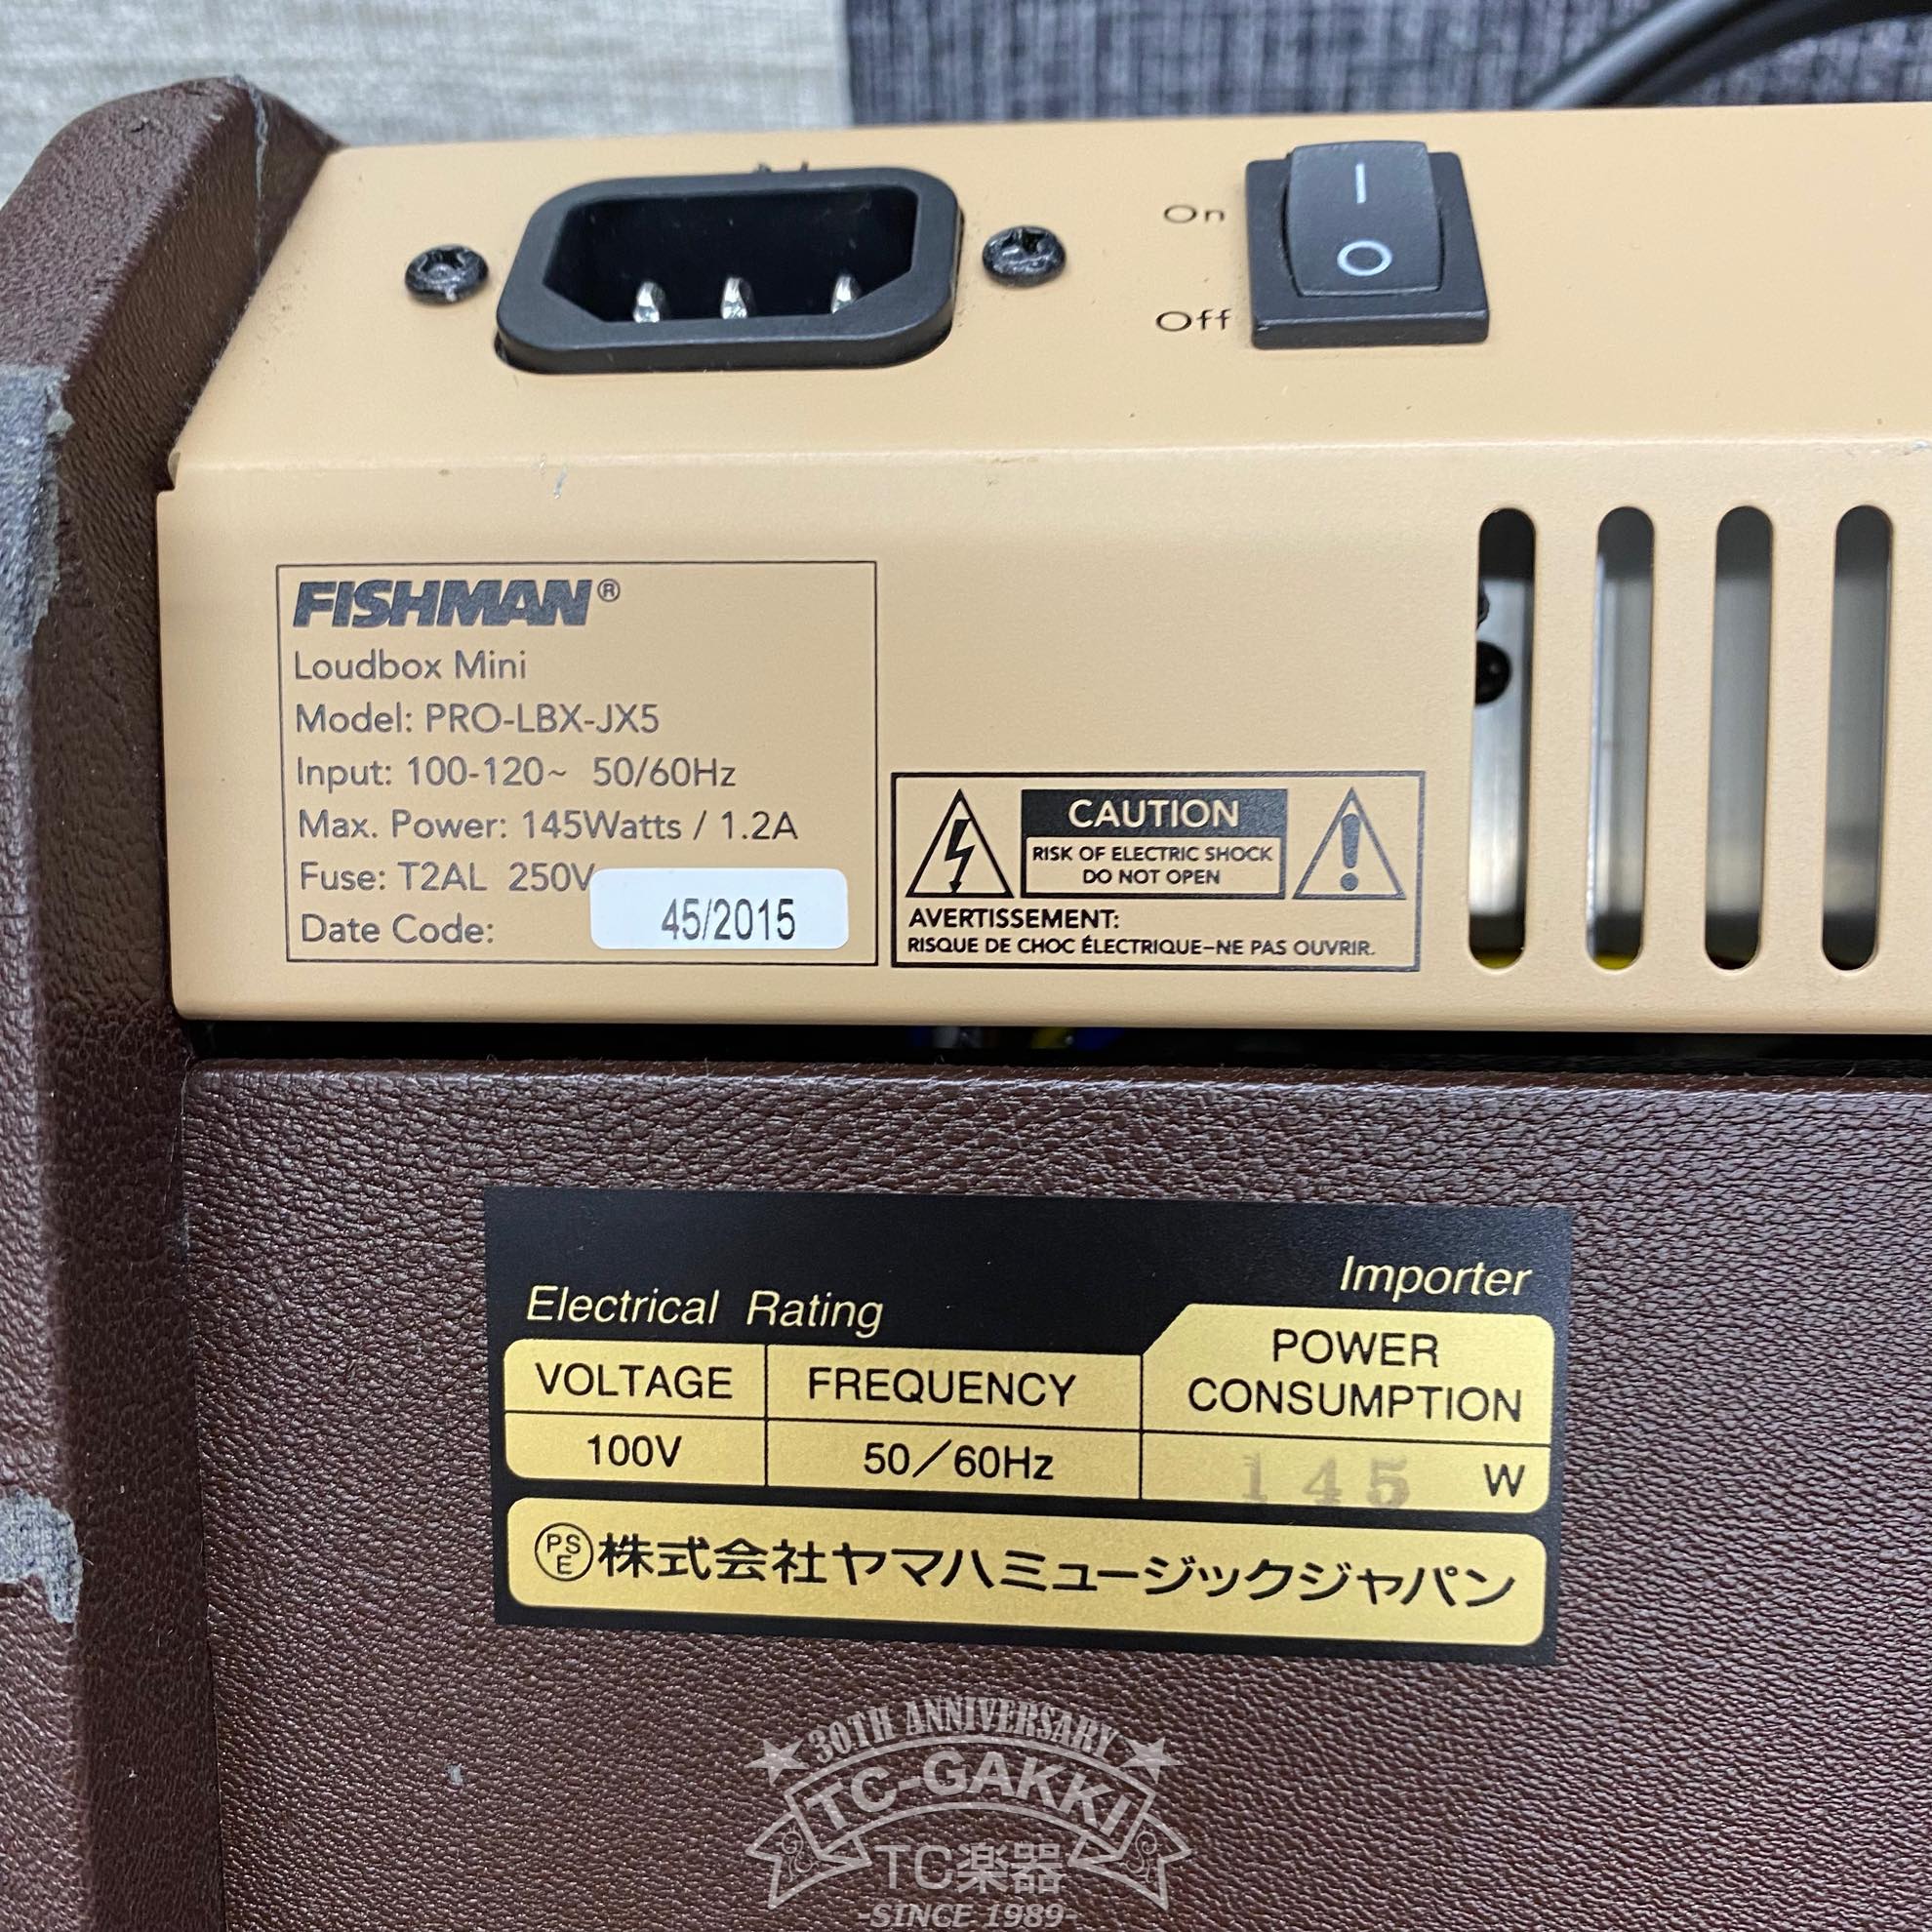 On
Off
FISHMAN®
Loudbox Mini
Model: PRO-LBX-JX5
Input: 100-120~ 50/60Hz
Max. Power: 145Watts / 1.2A
Fuse: T2AL 250V
Date Code: 45/2015
CAUTION
RISK OF ELECTRIC SHOCK
DO NOT OPEN
AVERTISSEMENT:
RISQUE DE CHOC ÉLECTRIQUE–NE PAS OUVRIR.
Importer
Electrical Rating
VOLTAGE FREQUENCY POWER CONSUMPTION
100V 50/60Hz 145 W
PSE 株式会社ヤマハミュージックジャパン
30TH ANNIVERSARY
TC-GAKKI
TC楽器
-SINCE 1989-